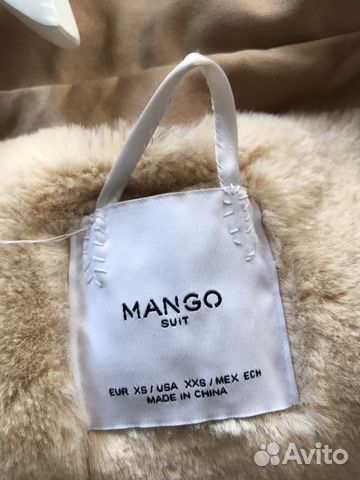 MANGO
SUIT
EUR XS / USA XXS / MEX ECH
MADE IN CHINA
Avito